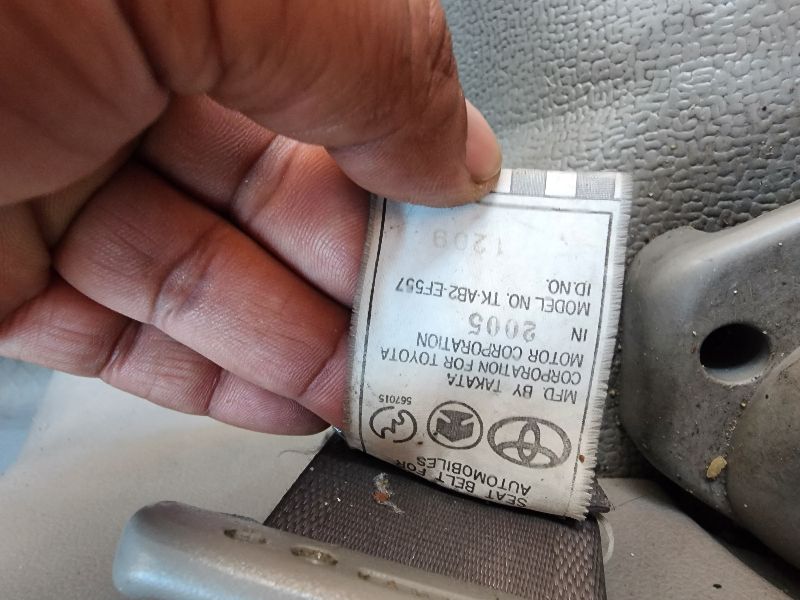 SEAT BELT FOR
AUTOMOBILES
567015
MFD. BY TAKATA
CORPORATION FOR TOYOTA
MOTOR CORPORATION
IN 2005
MODEL NO. TK-AB2-EF557
ID.NO.
1209